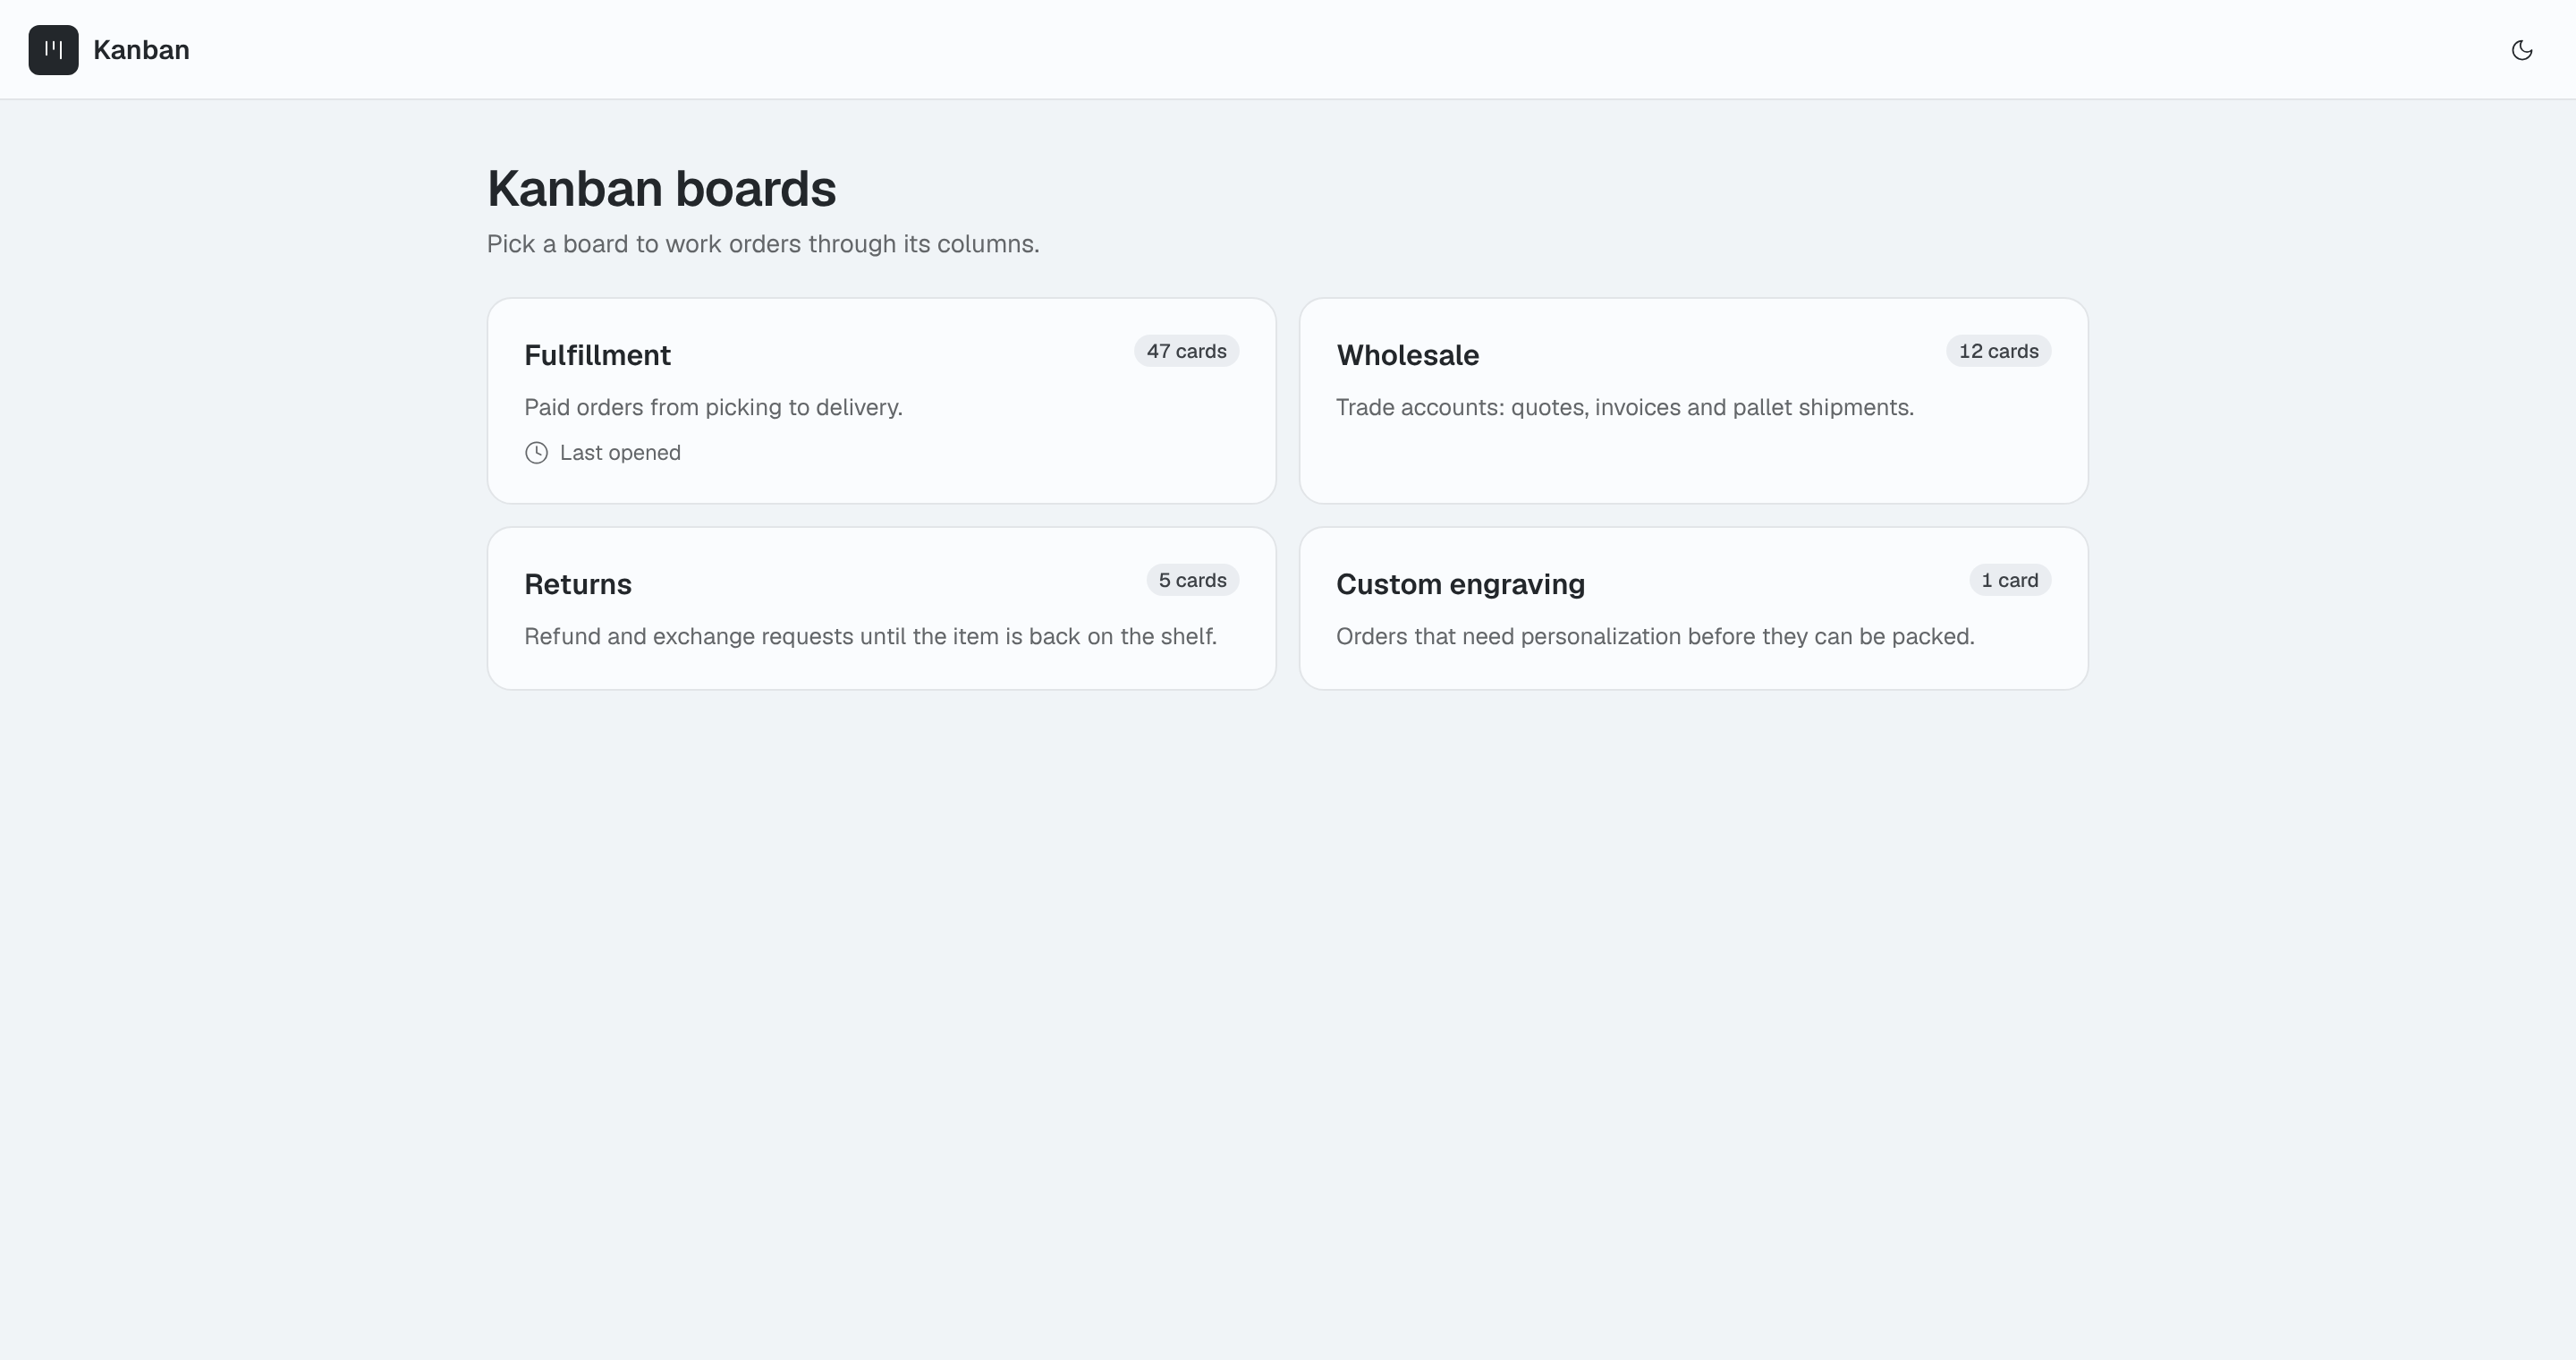 Kanban
Kanban boards
Pick a board to work orders through its columns.
Fulfillment
47 cards
Paid orders from picking to delivery.
Last opened
Wholesale
12 cards
Trade accounts: quotes, invoices and pallet shipments.
Returns
5 cards
Refund and exchange requests until the item is back on the shelf.
Custom engraving
1 card
Orders that need personalization before they can be packed.